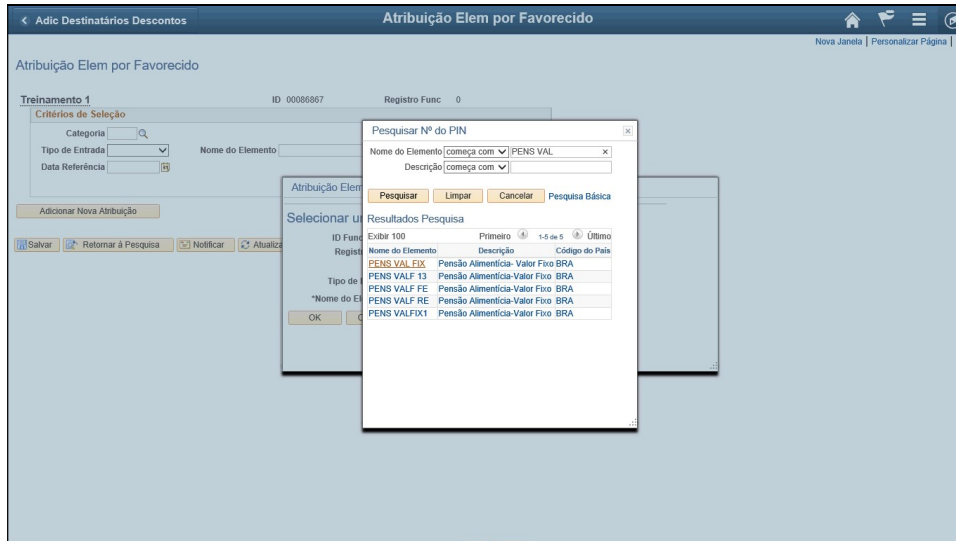 Adic Destinatários Descontos
Atribuição Elem por Favorecido
Nova Janela | Personalizar Página |
Atribuição Elem por Favorecido
Treinamento 1 ID 00086867 Registro Func 0
Critérios de Seleção
Categoria
Tipo de Entrada Nome do Elemento
Data Referência
Adicionar Nova Atribuição
Salvar Retornar à Pesquisa Notificar Atualiza
Atribuição Elem
Selecionar u
ID Func
Regist
Tipo de
*Nome do El
OK
Pesquisar Nº do PIN
Nome do Elemento começa com PENS VAL
Descrição começa com
Pesquisar Limpar Cancelar Pesquisa Básica
Resultados Pesquisa
Exibir 100 Primeiro 1-5 de 5 Último
Nome do Elemento Descrição Código do País
PENS VAL FIX Pensão Alimentícia- Valor Fixo BRA
PENS VALF 13 Pensão Alimentícia-Valor Fixo BRA
PENS VALF FE Pensão Alimentícia-Valor Fixo BRA
PENS VALF RE Pensão Alimentícia-Valor Fixo BRA
PENS VALFIX1 Pensão Alimentícia-Valor Fixo BRA